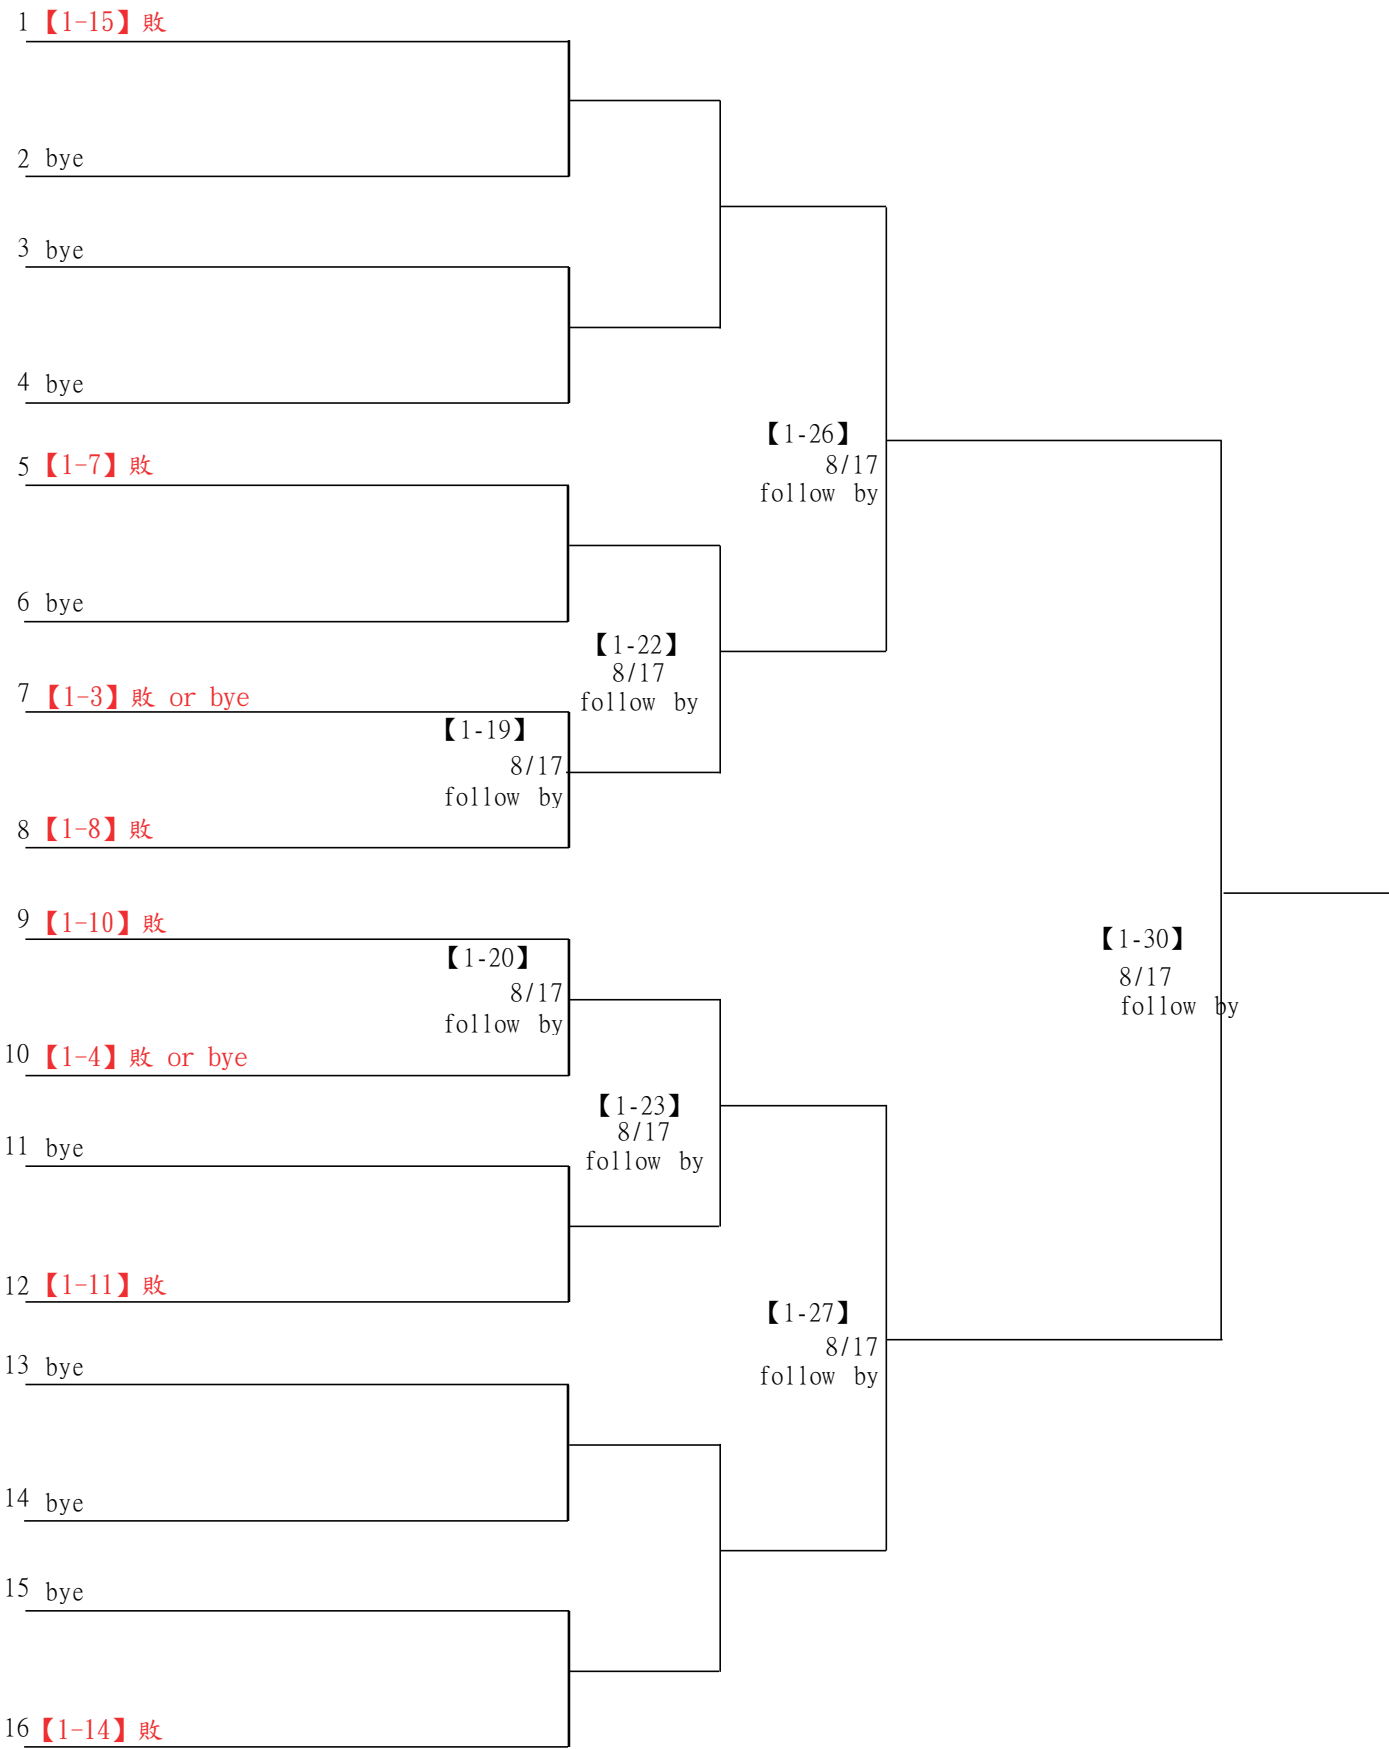 1 【1-15】敗
2 bye
3 bye
4 bye
【1-26】
8/17
follow by
5 【1-7】敗
6 bye
【1-22】
8/17
follow by
7 【1-3】敗 or bye
【1-19】
8/17
follow by
8 【1-8】敗
9 【1-10】敗
【1-20】
8/17
follow by
【1-30】
8/17
follow by
10 【1-4】敗 or bye
【1-23】
8/17
follow by
11 bye
12 【1-11】敗
【1-27】
8/17
follow by
13 bye
14 bye
15 bye
16 【1-14】敗